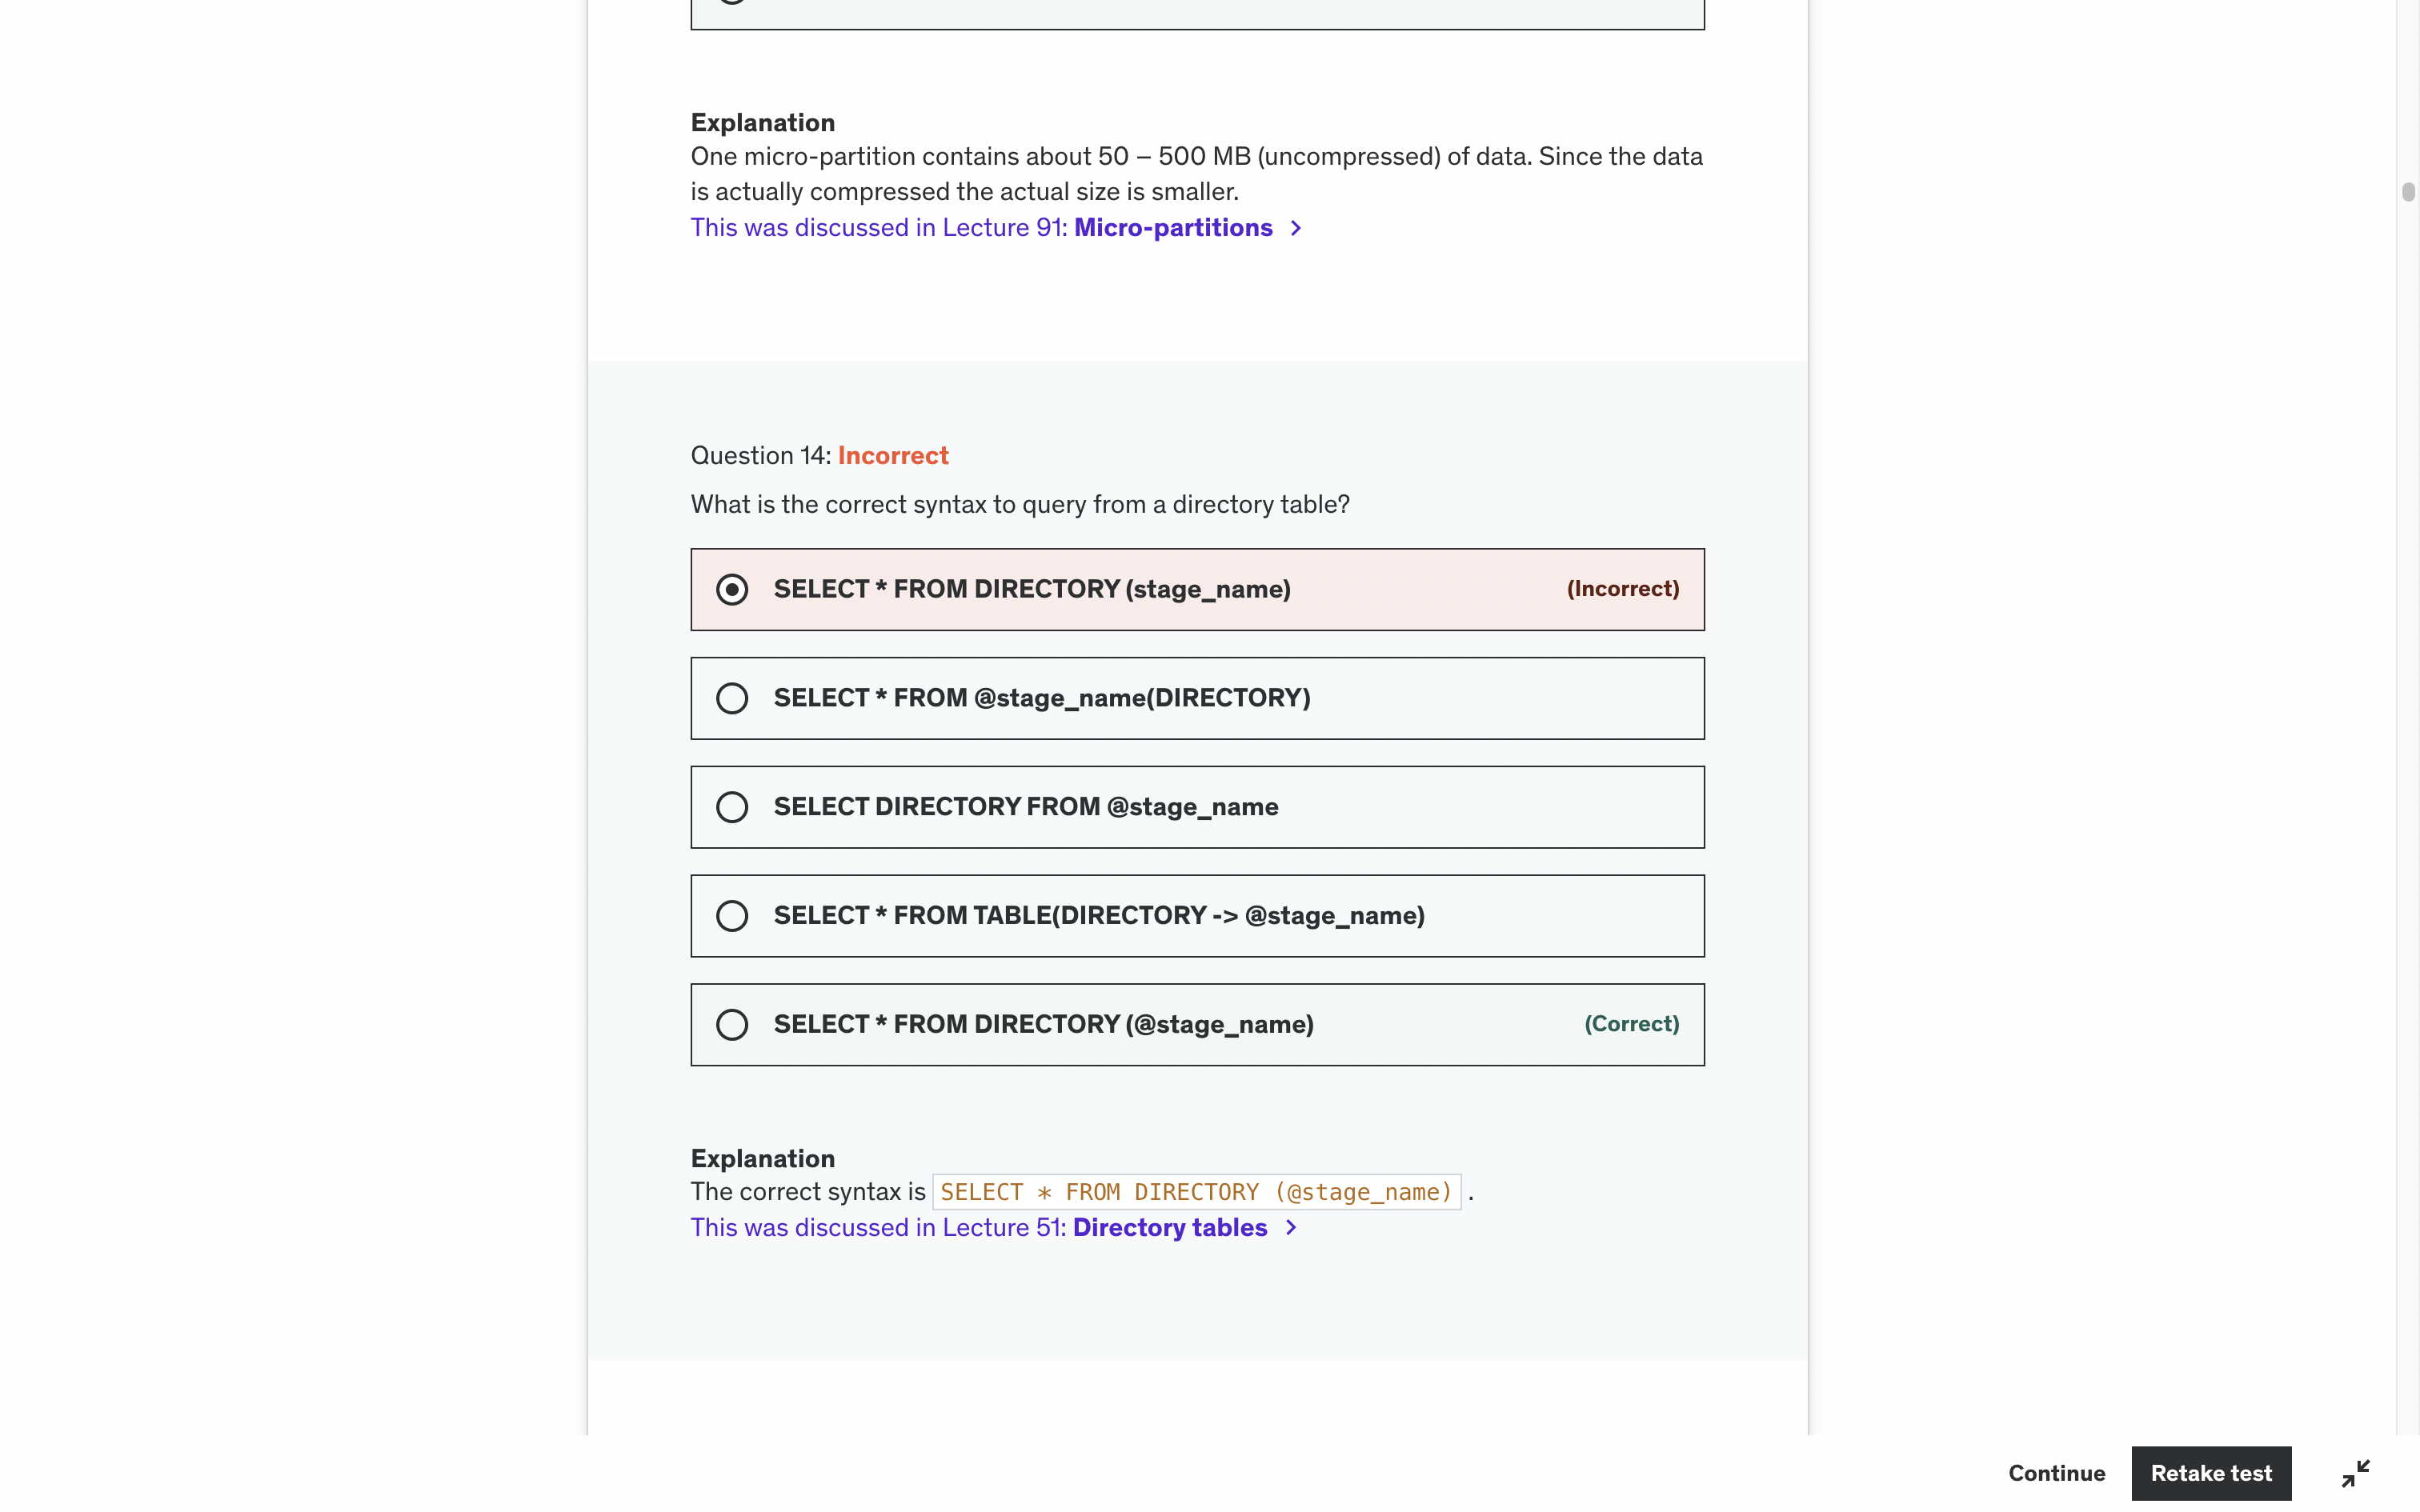 Explanation
One micro-partition contains about 50 – 500 MB (uncompressed) of data. Since the data
is actually compressed the actual size is smaller.
This was discussed in Lecture 91: Micro-partitions >
Question 14: Incorrect
What is the correct syntax to query from a directory table?
SELECT * FROM DIRECTORY (stage_name) (Incorrect)
SELECT * FROM @stage_name(DIRECTORY)
SELECT DIRECTORY FROM @stage_name
SELECT * FROM TABLE(DIRECTORY -> @stage_name)
SELECT * FROM DIRECTORY (@stage_name) (Correct)
Explanation
The correct syntax is SELECT * FROM DIRECTORY (@stage_name) .
This was discussed in Lecture 51: Directory tables >
Continue Retake test